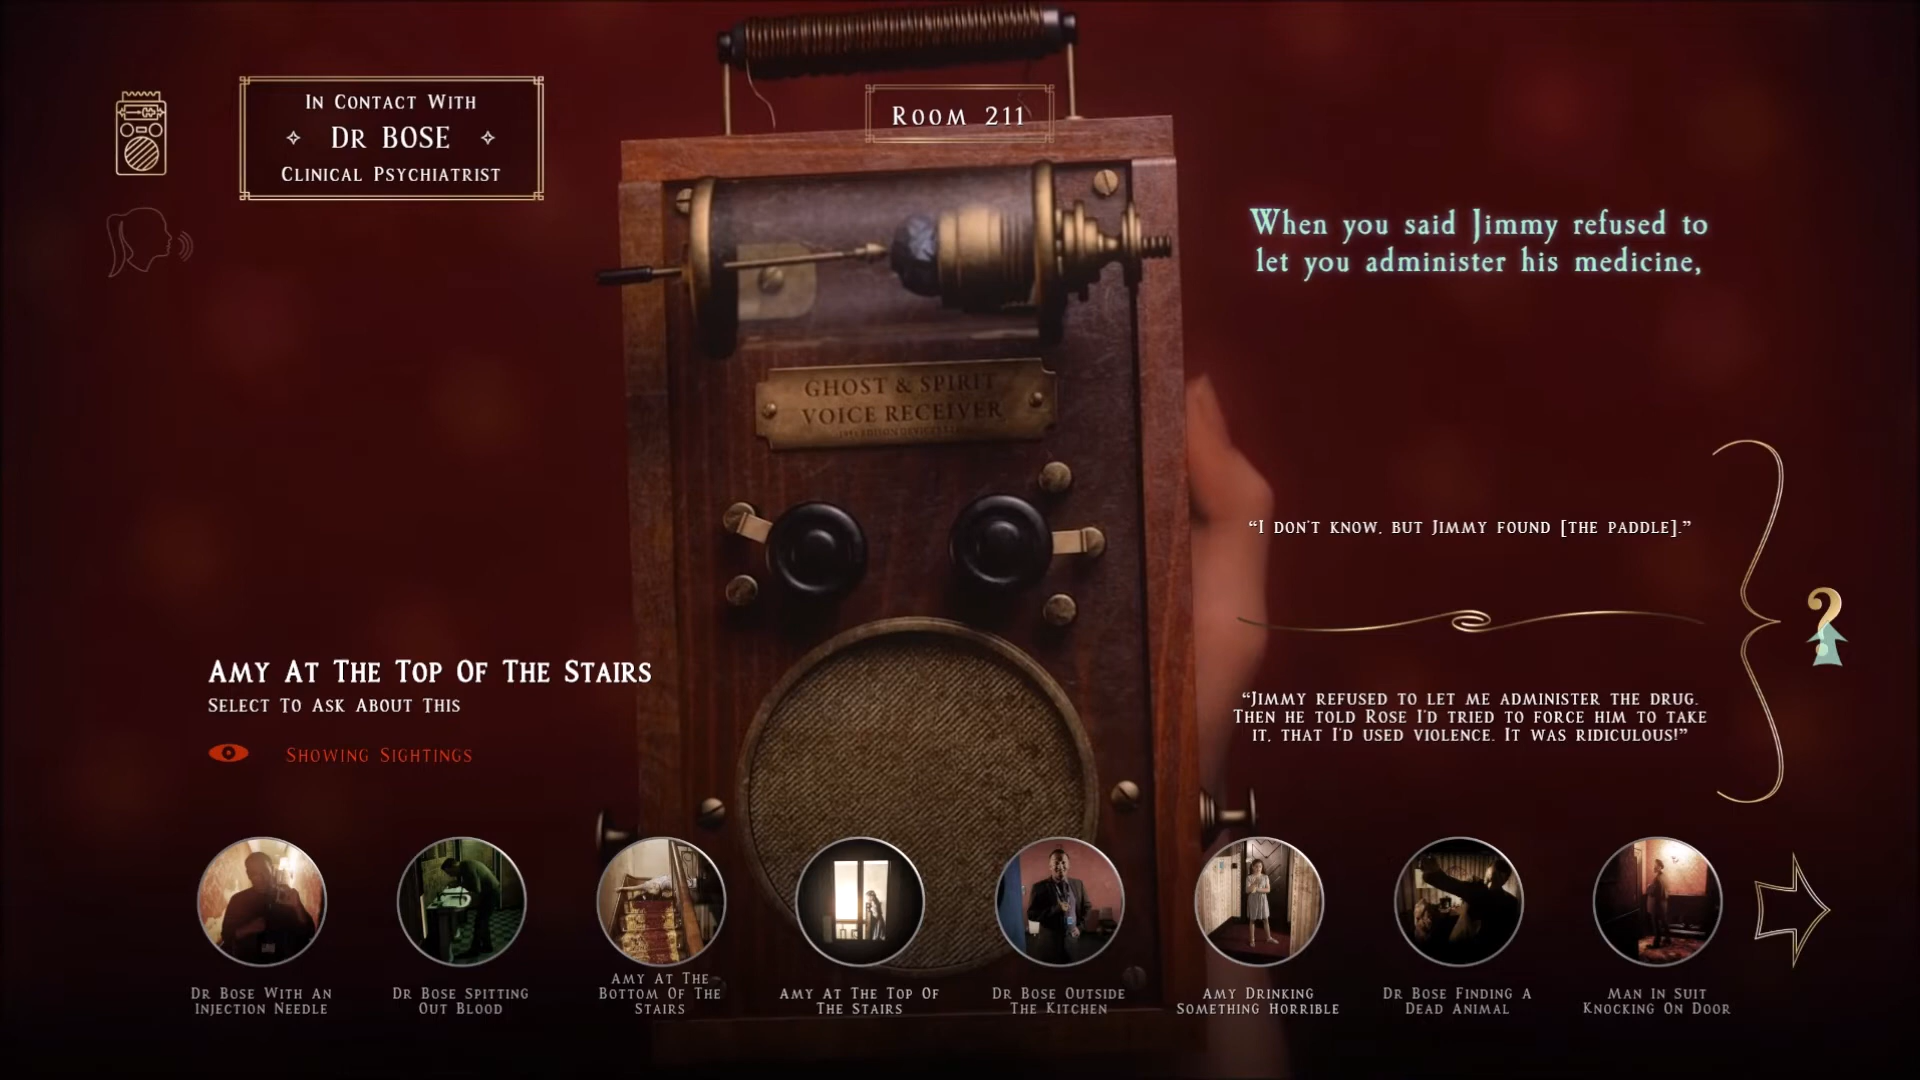 In Contact With
Dr BOSE
Clinical Psychiatrist
Room 211
When you said Jimmy refused to
let you administer his medicine,
GHOST & SPIRIT
VOICE RECEIVER
"I don't know, but Jimmy found [the paddle]."
?
"Jimmy refused to let me administer the drug.
Then he told Rose I'd tried to force him to take
it, that I'd used violence. It was ridiculous!"
Amy At The Top Of The Stairs
Select To Ask About This
Showing Sightings
Dr Bose With An
Injection Needle
Dr Bose Spitting
Out Blood
Amy At The
Bottom Of The
Stairs
Amy At The Top Of
The Stairs
Dr Bose Outside
The Kitchen
Amy Drinking
Something Horrible
Dr Bose Finding A
Dead Animal
Man In Suit
Knocking On Door